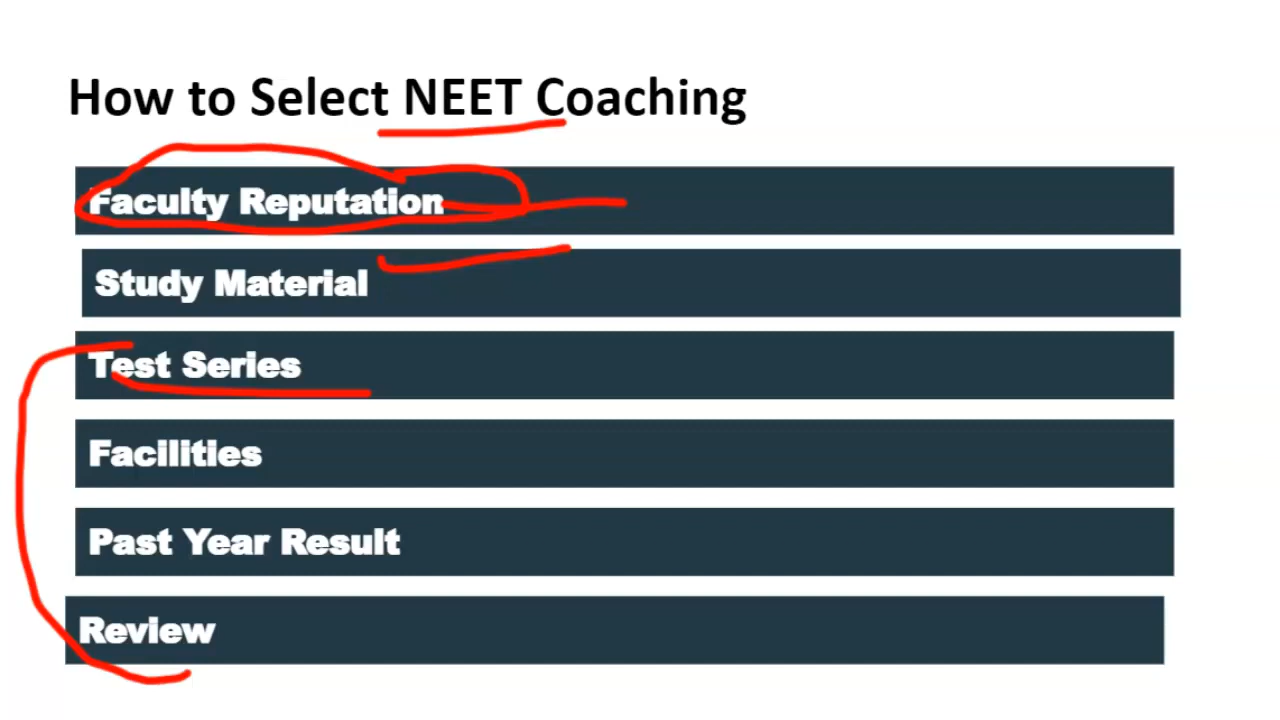 How to Select NEET Coaching
Faculty Reputation
Study Material
Test Series
Facilities
Past Year Result
Review